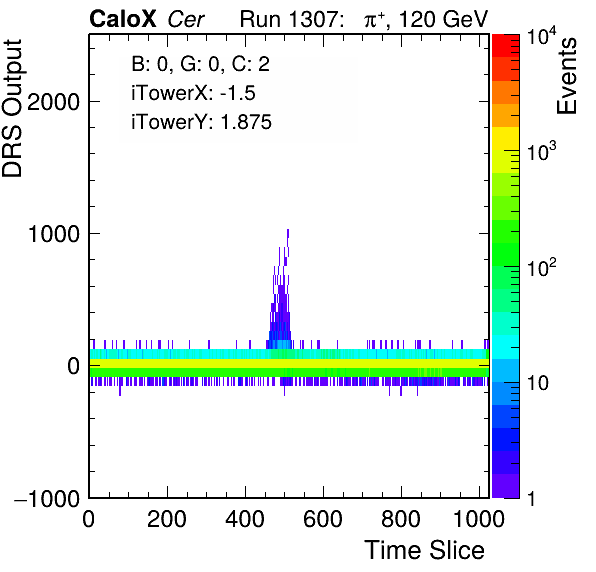 CaloX Cer Run 1307: π⁺, 120 GeV
B: 0, G: 0, C: 2
iTowerX: -1.5
iTowerY: 1.875
DRS Output
2000
1000
0
−1000
0 200 400 600 800 1000
Time Slice
Events
10⁴
10³
10²
10
1